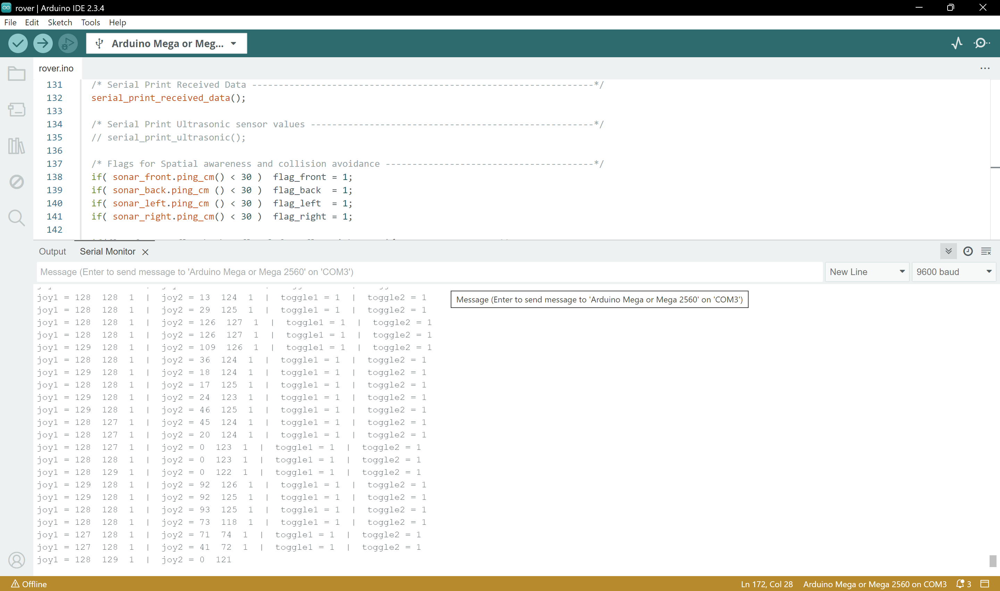 rover | Arduino IDE 2.3.4
File Edit Sketch Tools Help
Arduino Mega or Meg...
rover.ino
131 /* Serial Print Received Data ----------------------------------------------------------------*/
132 serial_print_received_data();
133
134 /* Serial Print Ultrasonic sensor values -----------------------------------------------------*/
135 // serial_print_ultrasonic();
136
137 /* Flags for Spatial awareness and collision avoidance ---------------------------------------*/
138 if( sonar_front.ping_cm() < 30 )  flag_front = 1;
139 if( sonar_back.ping_cm () < 30 )  flag_back  = 1;
140 if( sonar_left.ping_cm () < 30 )  flag_left  = 1;
141 if( sonar_right.ping_cm() < 30 )  flag_right = 1;
142
Output Serial Monitor
Message (Enter to send message to 'Arduino Mega or Mega 2560' on 'COM3') New Line 9600 baud
Message (Enter to send message to 'Arduino Mega or Mega 2560' on 'COM3')
joy1 = 128  128  1  |  joy2 = 13  124  1  |  toggle1 = 1  |  toggle2 = 1
joy1 = 128  128  1  |  joy2 = 29  125  1  |  toggle1 = 1  |  toggle2 = 1
joy1 = 128  128  1  |  joy2 = 126  127  1  |  toggle1 = 1  |  toggle2 = 1
joy1 = 128  128  1  |  joy2 = 126  127  1  |  toggle1 = 1  |  toggle2 = 1
joy1 = 129  128  1  |  joy2 = 109  126  1  |  toggle1 = 1  |  toggle2 = 1
joy1 = 128  128  1  |  joy2 = 36  124  1  |  toggle1 = 1  |  toggle2 = 1
joy1 = 129  128  1  |  joy2 = 18  124  1  |  toggle1 = 1  |  toggle2 = 1
joy1 = 128  128  1  |  joy2 = 17  125  1  |  toggle1 = 1  |  toggle2 = 1
joy1 = 129  128  1  |  joy2 = 24  123  1  |  toggle1 = 1  |  toggle2 = 1
joy1 = 129  128  1  |  joy2 = 46  125  1  |  toggle1 = 1  |  toggle2 = 1
joy1 = 128  127  1  |  joy2 = 45  124  1  |  toggle1 = 1  |  toggle2 = 1
joy1 = 128  127  1  |  joy2 = 20  124  1  |  toggle1 = 1  |  toggle2 = 1
joy1 = 128  127  1  |  joy2 = 0  123  1  |  toggle1 = 1  |  toggle2 = 1
joy1 = 128  128  1  |  joy2 = 0  123  1  |  toggle1 = 1  |  toggle2 = 1
joy1 = 128  129  1  |  joy2 = 0  122  1  |  toggle1 = 1  |  toggle2 = 1
joy1 = 129  128  1  |  joy2 = 92  126  1  |  toggle1 = 1  |  toggle2 = 1
joy1 = 129  128  1  |  joy2 = 92  125  1  |  toggle1 = 1  |  toggle2 = 1
joy1 = 128  128  1  |  joy2 = 93  125  1  |  toggle1 = 1  |  toggle2 = 1
joy1 = 128  128  1  |  joy2 = 73  118  1  |  toggle1 = 1  |  toggle2 = 1
joy1 = 127  128  1  |  joy2 = 71  74  1  |  toggle1 = 1  |  toggle2 = 1
joy1 = 127  128  1  |  joy2 = 41  72  1  |  toggle1 = 1  |  toggle2 = 1
joy1 = 128  129  1  |  joy2 = 0  121
Offline Ln 172, Col 28 Arduino Mega or Mega 2560 on COM3 3